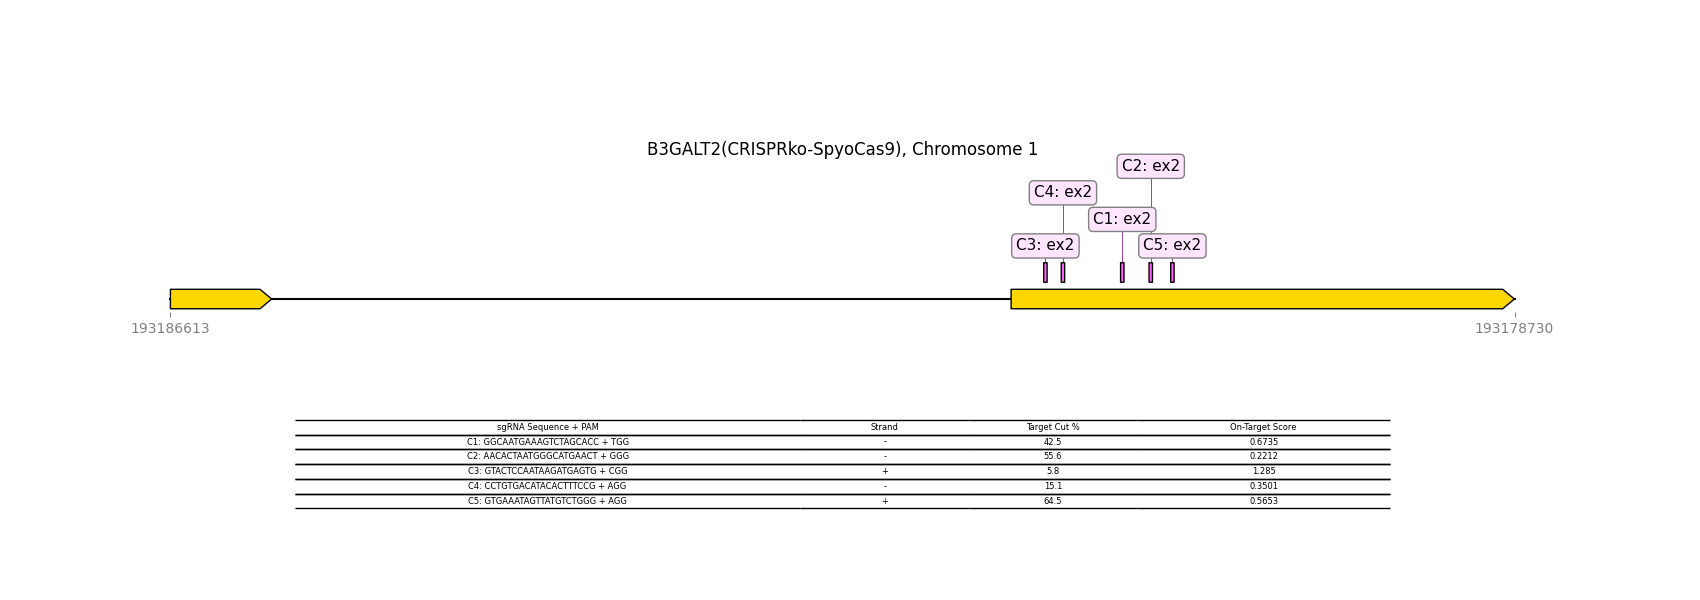 B3GALT2(CRISPRko-SpyoCas9), Chromosome 1
C2: ex2
C4: ex2
C1: ex2
C3: ex2 C5: ex2
193186613 193178730
sgRNA Sequence + PAM Strand Target Cut % On-Target Score
C1: GGCAATGAAAGTCTAGCACC + TGG - 42.5 0.6735
C2: AACACTAATGGGCATGAACT + GGG - 55.6 0.2212
C3: GTACTCCAATAAGATGAGTG + CGG + 5.8 1.285
C4: CCTGTGACATACACTTTCCG + AGG - 15.1 0.3501
C5: GTGAAATAGTTATGTCTGGG + AGG + 64.5 0.5653